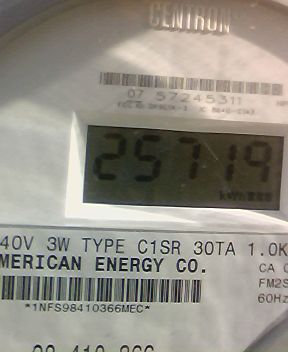 CENTRON
07 57245311
25719
kWh
40V 3W TYPE C1SR 30TA 1.0K
MERICAN ENERGY CO.
CA 0
FM2S
60Hz
*1NFS98410366MEC*